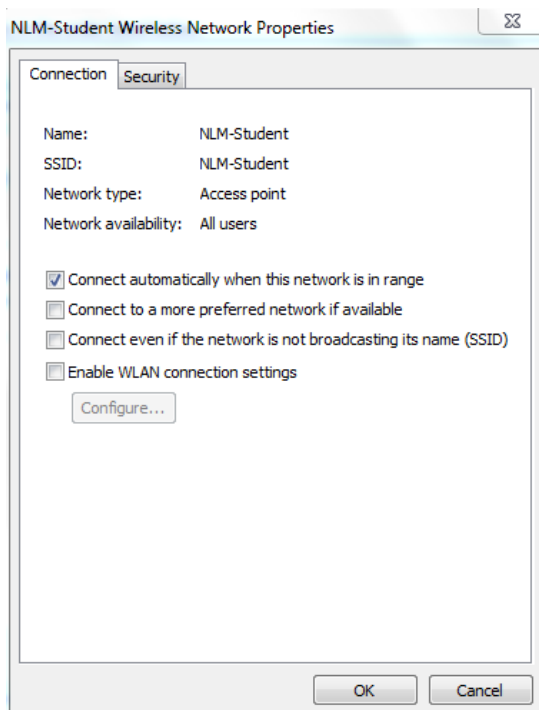 NLM-Student Wireless Network Properties
Connection Security
Name: NLM-Student
SSID: NLM-Student
Network type: Access point
Network availability: All users
Connect automatically when this network is in range
Connect to a more preferred network if available
Connect even if the network is not broadcasting its name (SSID)
Enable WLAN connection settings
Configure...
OK Cancel